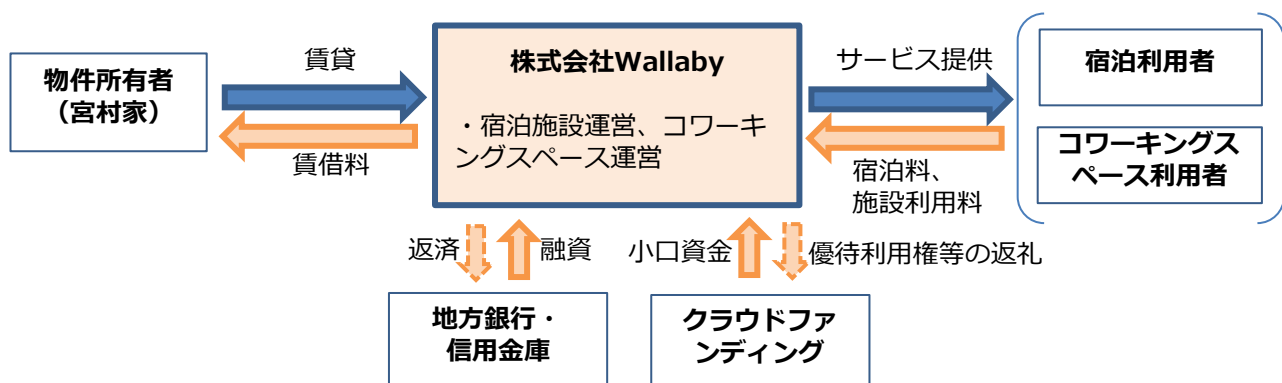 物件所有者
（宮村家）
賃貸
賃借料
株式会社Wallaby
・宿泊施設運営、コワーキ
ングスペース運営
サービス提供
宿泊料、
施設利用料
宿泊利用者
コワーキングス
ペース利用者
返済
融資
小口資金
優待利用権等の返礼
地方銀行・
信用金庫
クラウドファ
ンディング